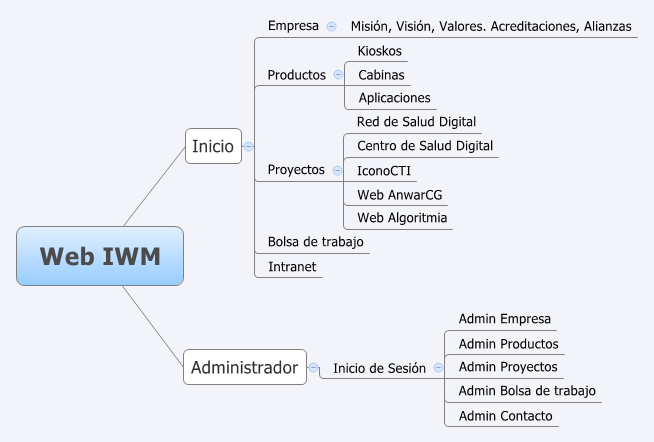 Web IWM
Inicio
Empresa
Misión, Visión, Valores. Acreditaciones, Alianzas
Productos
Kioskos
Cabinas
Aplicaciones
Proyectos
Red de Salud Digital
Centro de Salud Digital
IconoCTI
Web AnwarCG
Web Algoritmia
Bolsa de trabajo
Intranet
Administrador
Inicio de Sesión
Admin Empresa
Admin Productos
Admin Proyectos
Admin Bolsa de trabajo
Admin Contacto